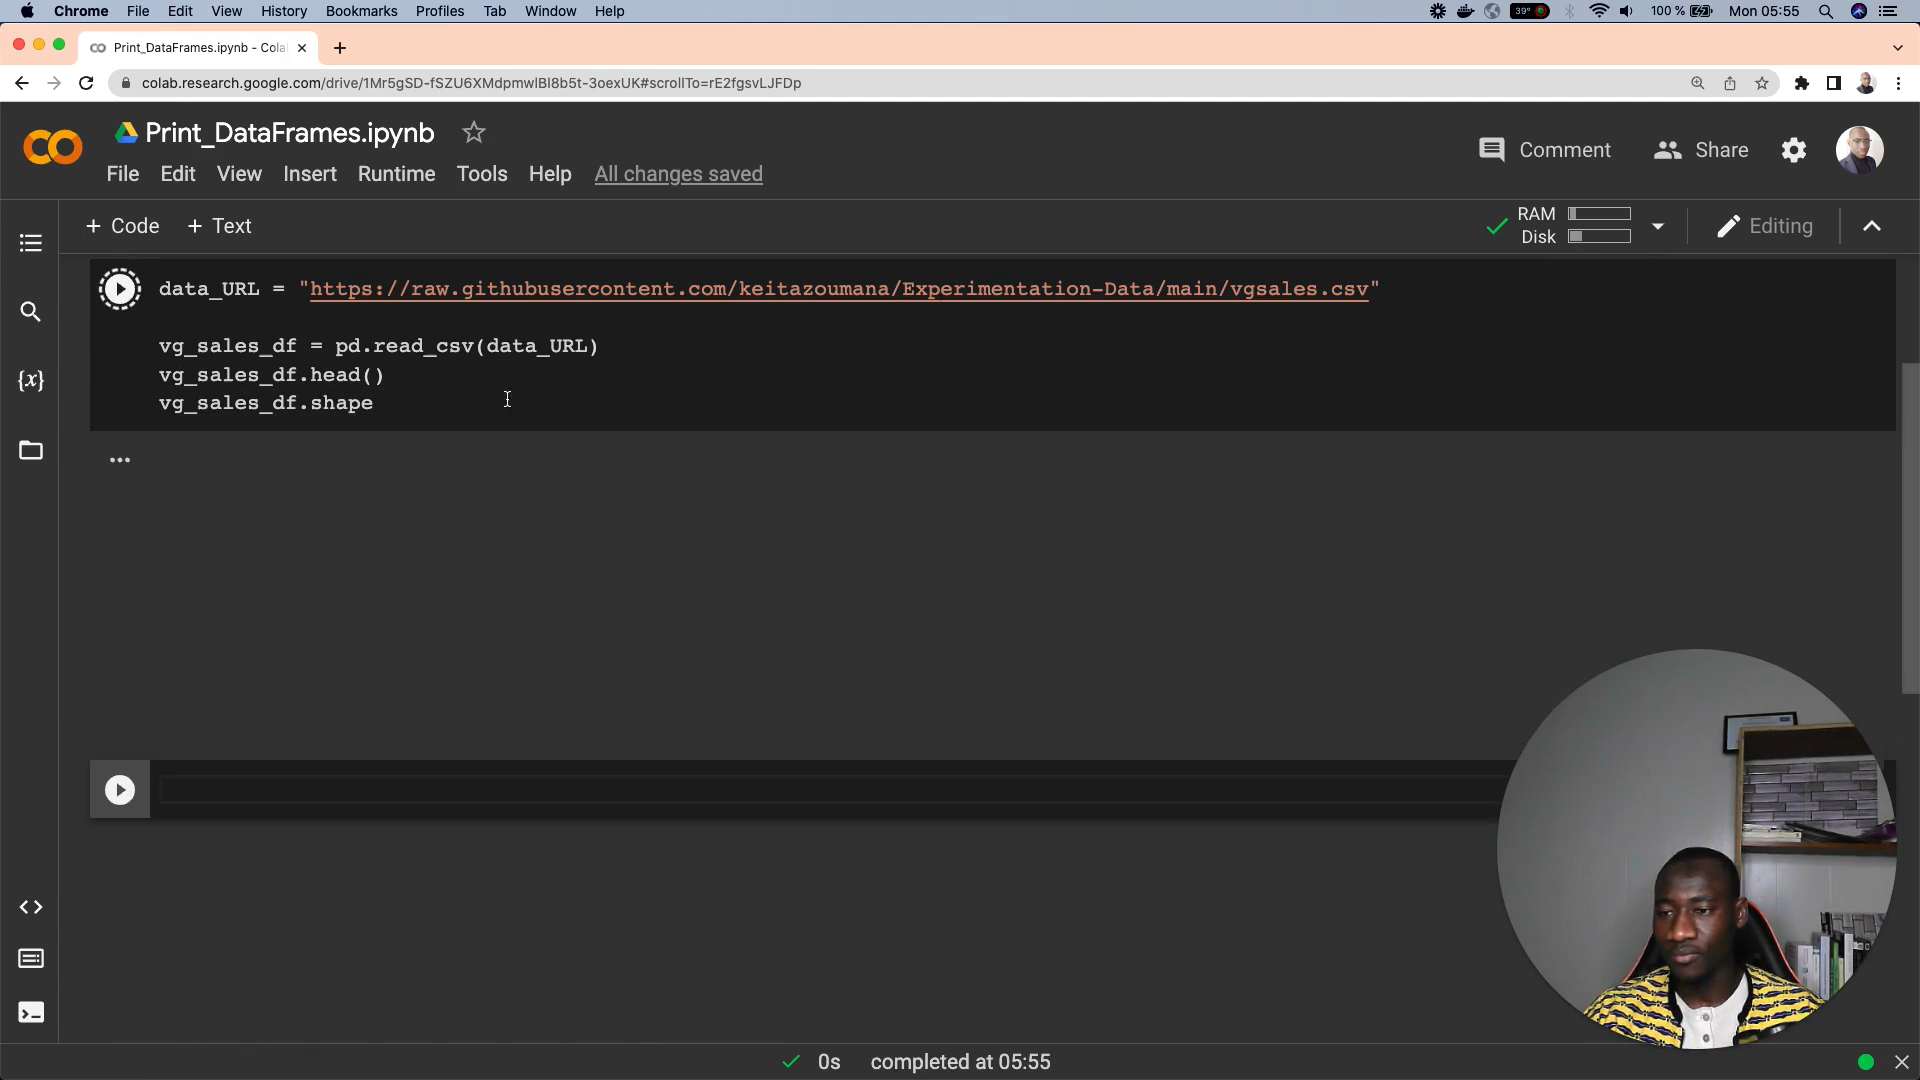 Chrome File Edit View History Bookmarks Profiles Tab Window Help
39° 100 % Mon 05:55
Print_DataFrames.ipynb - Cola
colab.research.google.com/drive/1Mr5gSD-fSZU6XMdpmwlBl8b5t-3oexUK#scrollTo=rE2fgsvLJFDp
Print_DataFrames.ipynb
Comment Share
File Edit View Insert Runtime Tools Help All changes saved
+ Code + Text
RAM
Disk
Editing
data_URL = "https://raw.githubusercontent.com/keitazoumana/Experimentation-Data/main/vgsales.csv"
vg_sales_df = pd.read_csv(data_URL)
vg_sales_df.head()
vg_sales_df.shape
{x}
...
0s completed at 05:55